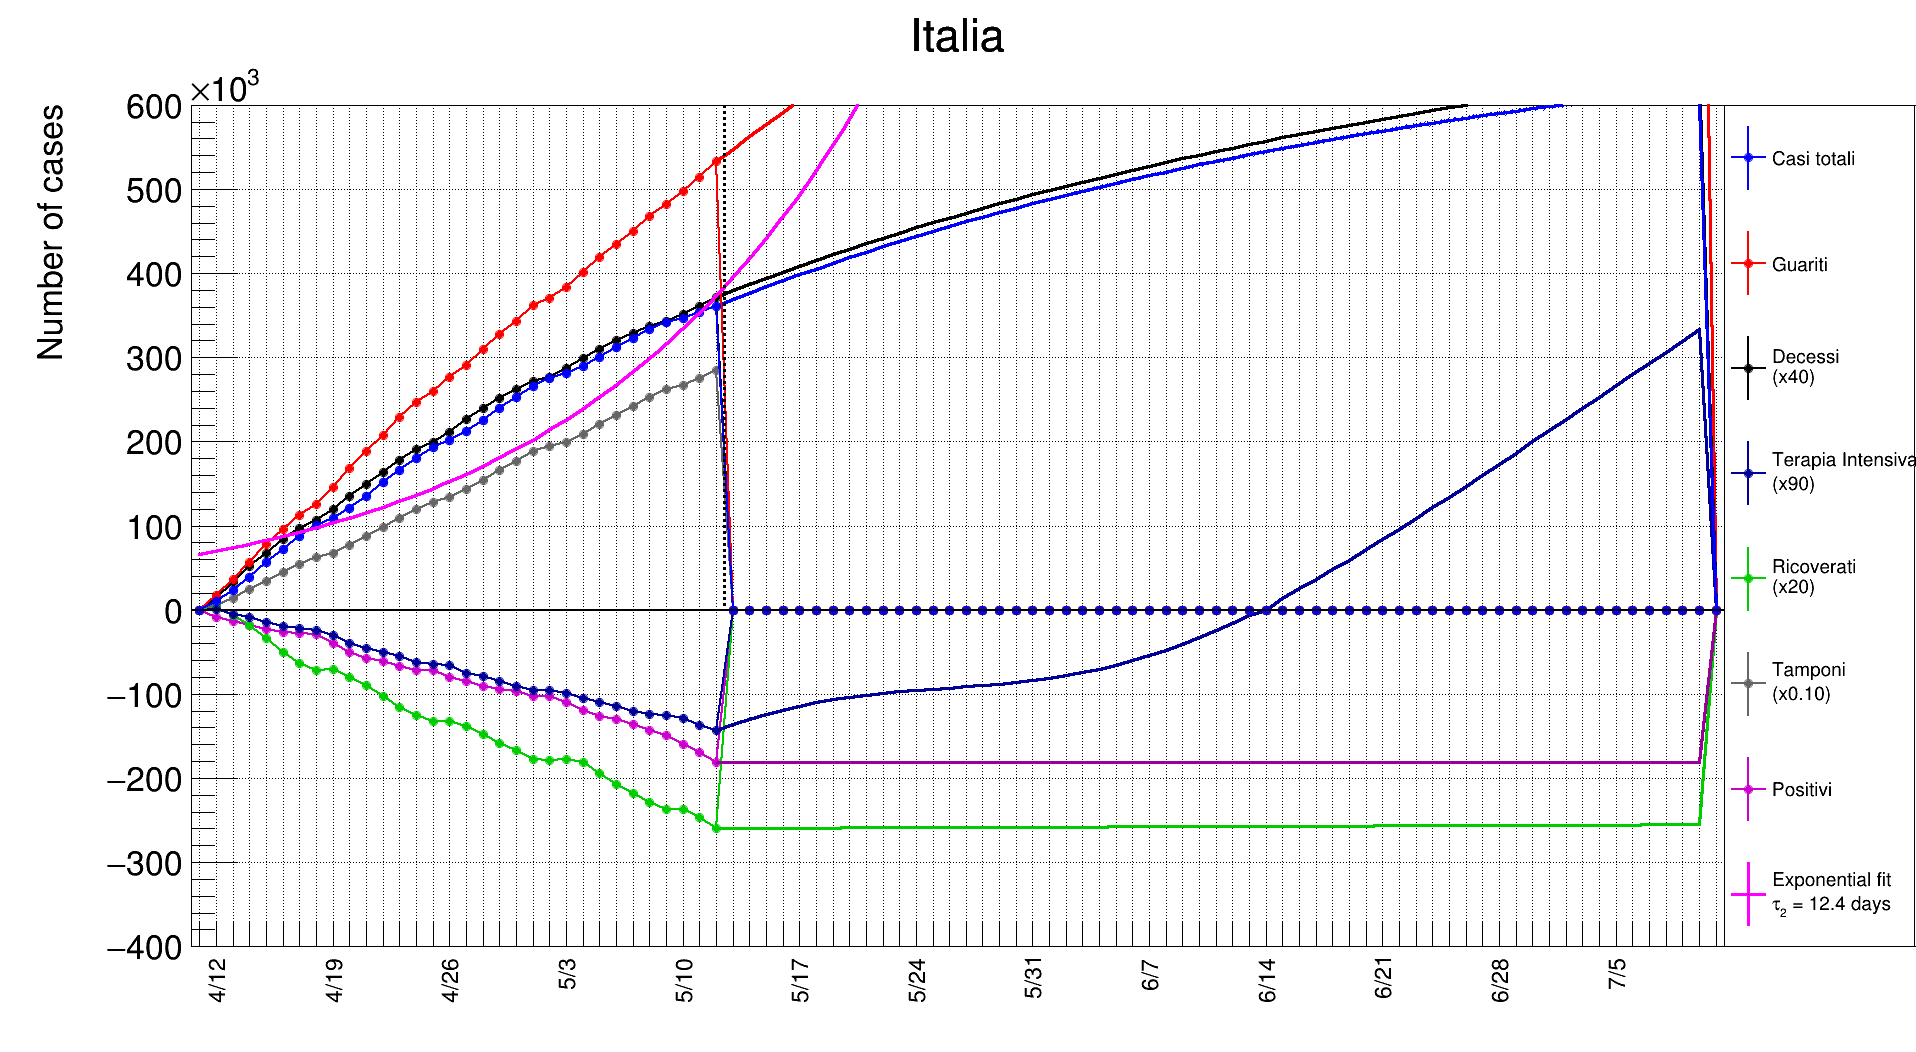 Italia
×10³
Number of cases
600
500
400
300
200
100
0
−100
−200
−300
−400
4/12
4/19
4/26
5/3
5/10
5/17
5/24
5/31
6/7
6/14
6/21
6/28
7/5
Casi totali
Guariti
Decessi
(x40)
Terapia Intensiva
(x90)
Ricoverati
(x20)
Tamponi
(x0.10)
Positivi
Exponential fit
τ₂ = 12.4 days